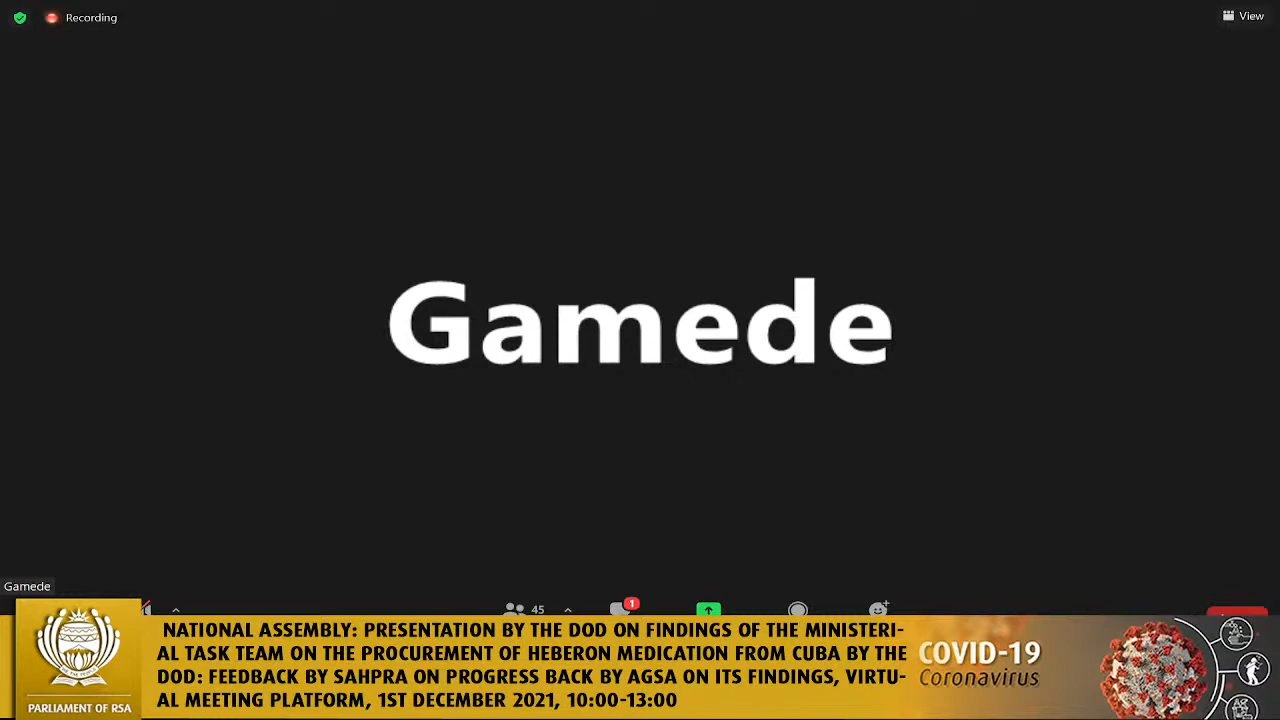 Recording
View
Gamede
Gamede
45
1
NATIONAL ASSEMBLY: PRESENTATION BY THE DOD ON FINDINGS OF THE MINISTERI-
AL TASK TEAM ON THE PROCUREMENT OF HEBERON MEDICATION FROM CUBA BY THE
DOD: FEEDBACK BY SAHPRA ON PROGRESS BACK BY AGSA ON ITS FINDINGS, VIRTU-
AL MEETING PLATFORM, 1ST DECEMBER 2021, 10:00-13:00
PARLIAMENT OF RSA
COVID-19
Coronavirus